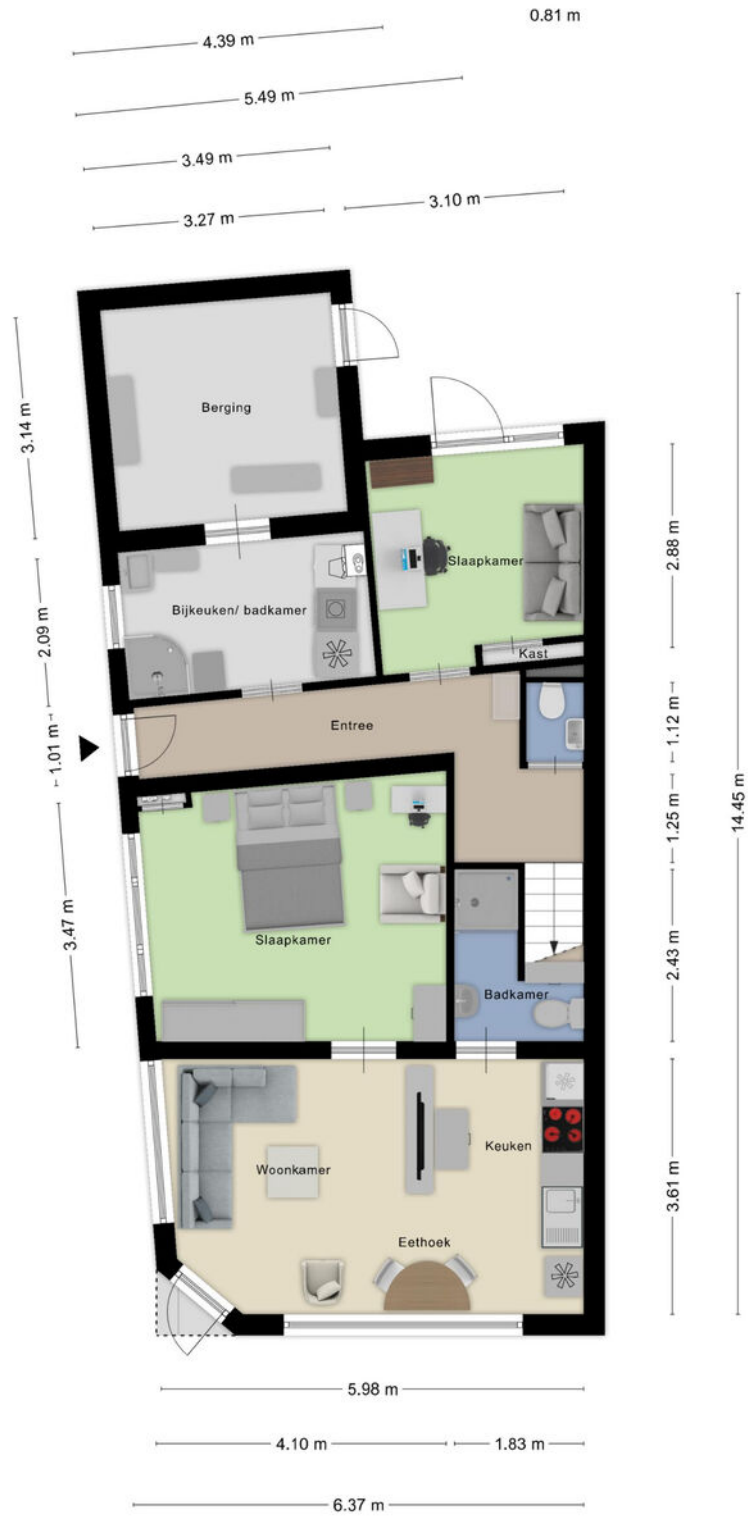 0.81 m
4.39 m
5.49 m
3.49 m
3.27 m
3.10 m
Berging
3.14 m
14.45 m
2.88 m
Slaapkamer
Bijkeuken/ badkamer
2.09 m
Kast
Entree
1.12 m
1.01 m
1.25 m
3.47 m
Slaapkamer
2.43 m
Badkamer
Keuken
Woonkamer
3.61 m
Eethoek
5.98 m
4.10 m
1.83 m
6.37 m